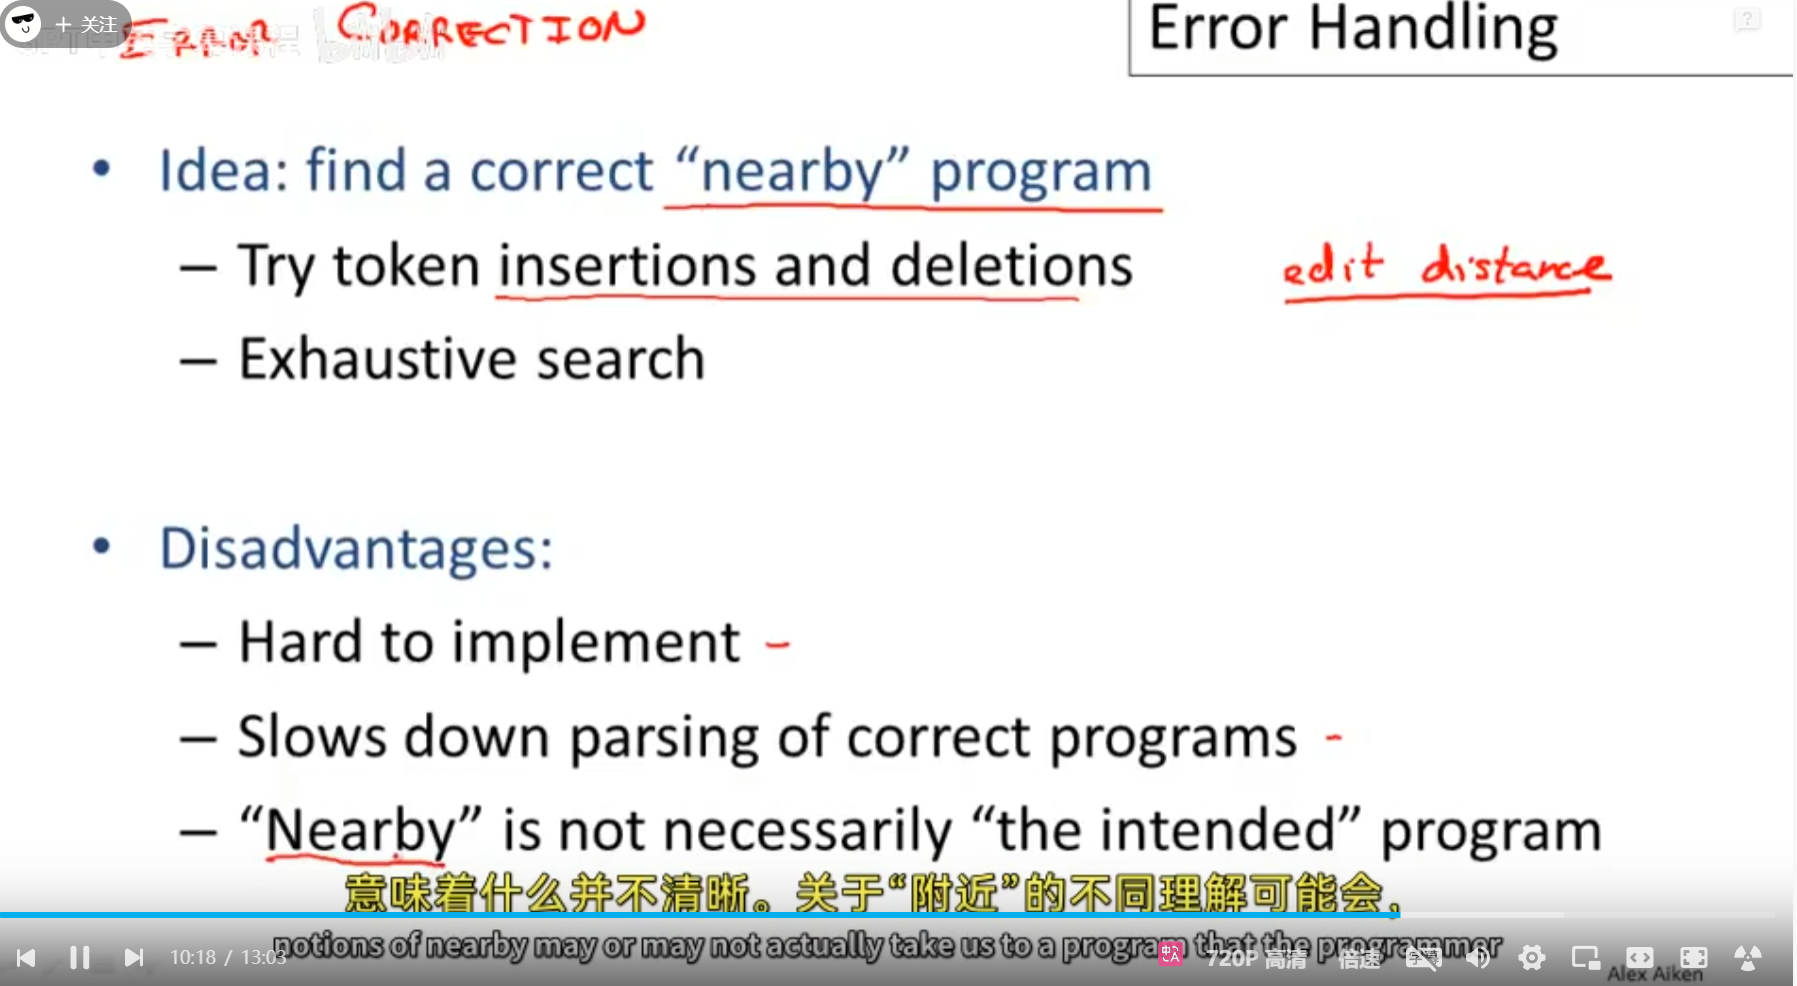 + 关注
ERROR CORRECTION
Error Handling
• Idea: find a correct “nearby” program
– Try token insertions and deletions
edit distance
– Exhaustive search
• Disadvantages:
– Hard to implement -
– Slows down parsing of correct programs -
– “Nearby” is not necessarily “the intended” program
意味着什么并不清晰。关于“附近”的不同理解可能会,
notions of nearby may or may not actually take us to a program that the programmer
10:18 / 13:03
720P 高清
倍速
字幕
Alex Aiken